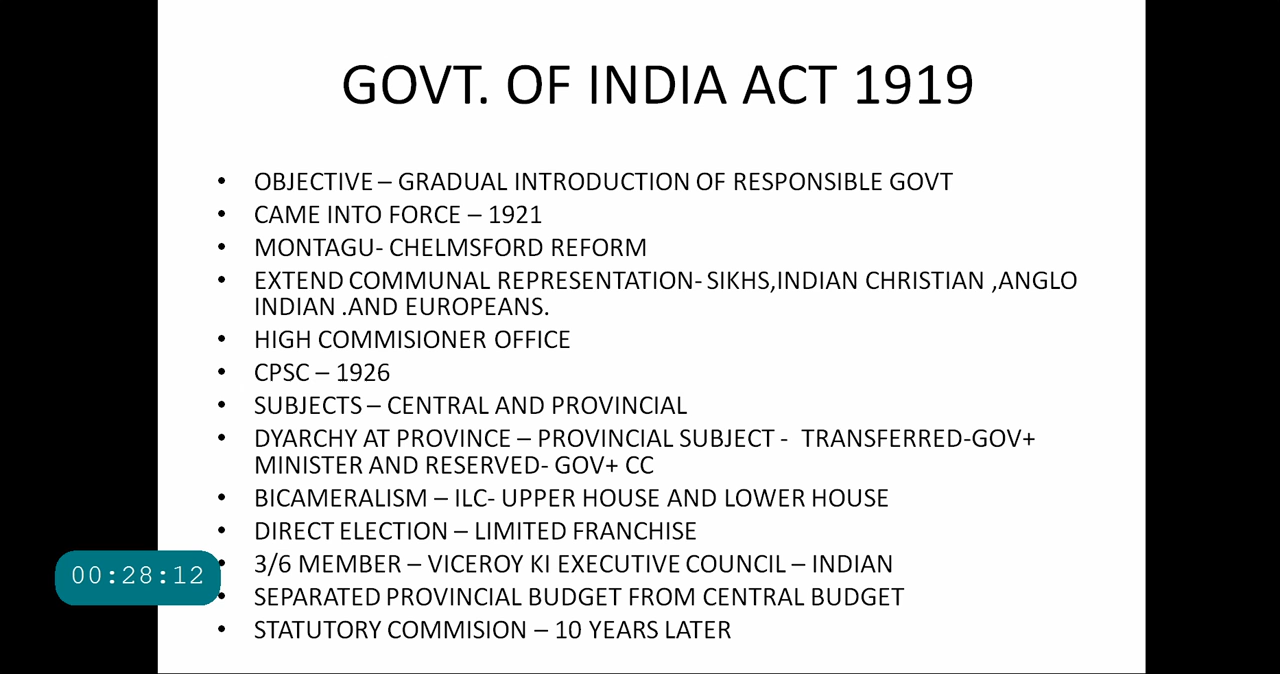 GOVT. OF INDIA ACT 1919
• OBJECTIVE – GRADUAL INTRODUCTION OF RESPONSIBLE GOVT
• CAME INTO FORCE – 1921
• MONTAGU- CHELMSFORD REFORM
• EXTEND COMMUNAL REPRESENTATION- SIKHS,INDIAN CHRISTIAN ,ANGLO
INDIAN .AND EUROPEANS.
• HIGH COMMISIONER OFFICE
• CPSC – 1926
• SUBJECTS – CENTRAL AND PROVINCIAL
• DYARCHY AT PROVINCE – PROVINCIAL SUBJECT - TRANSFERRED-GOV+
MINISTER AND RESERVED- GOV+ CC
• BICAMERALISM – ILC- UPPER HOUSE AND LOWER HOUSE
• DIRECT ELECTION – LIMITED FRANCHISE
• 3/6 MEMBER – VICEROY KI EXECUTIVE COUNCIL – INDIAN
00:28:12
• SEPARATED PROVINCIAL BUDGET FROM CENTRAL BUDGET
• STATUTORY COMMISION – 10 YEARS LATER